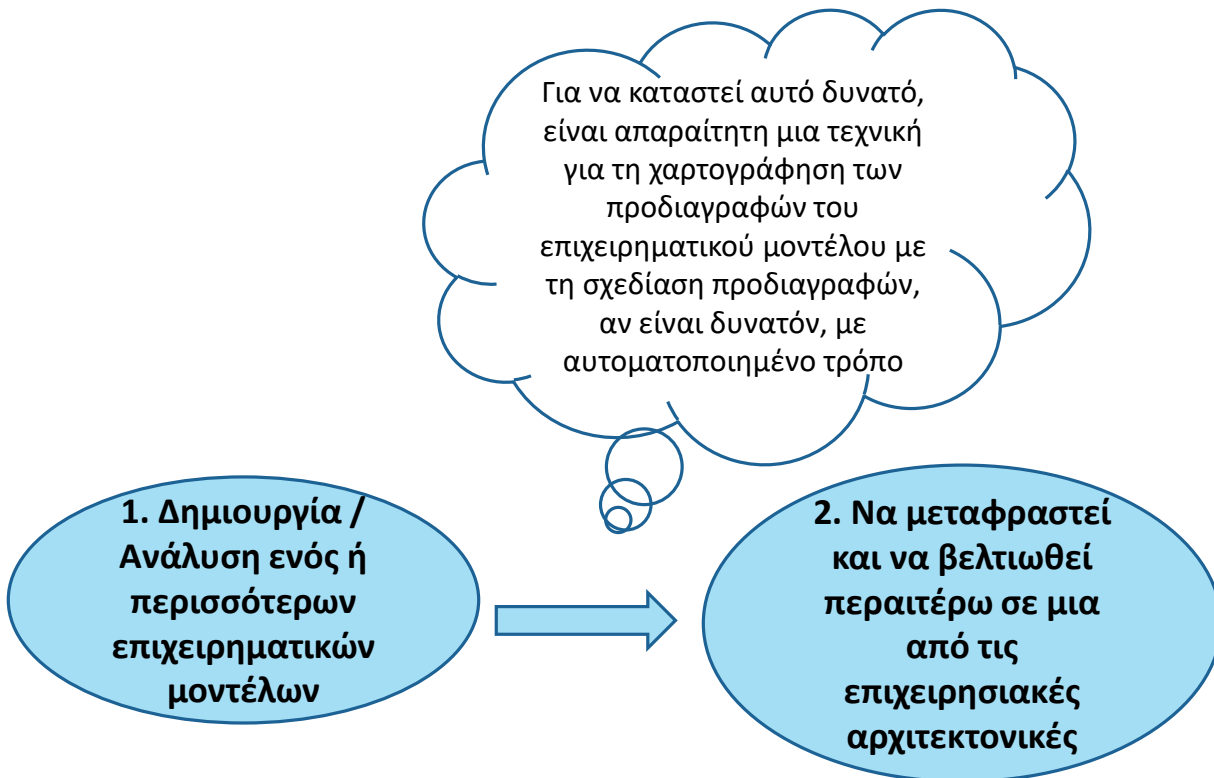 Για να καταστεί αυτό δυνατό,
είναι απαραίτητη μια τεχνική
για τη χαρτογράφηση των
προδιαγραφών του
επιχειρηματικού μοντέλου με
τη σχεδίαση προδιαγραφών,
αν είναι δυνατόν, με
αυτοματοποιημένο τρόπο
1. Δημιουργία /
Ανάλυση ενός ή
περισσότερων
επιχειρηματικών
μοντέλων
2. Να μεταφραστεί
και να βελτιωθεί
περαιτέρω σε μια
από τις
επιχειρησιακές
αρχιτεκτονικές